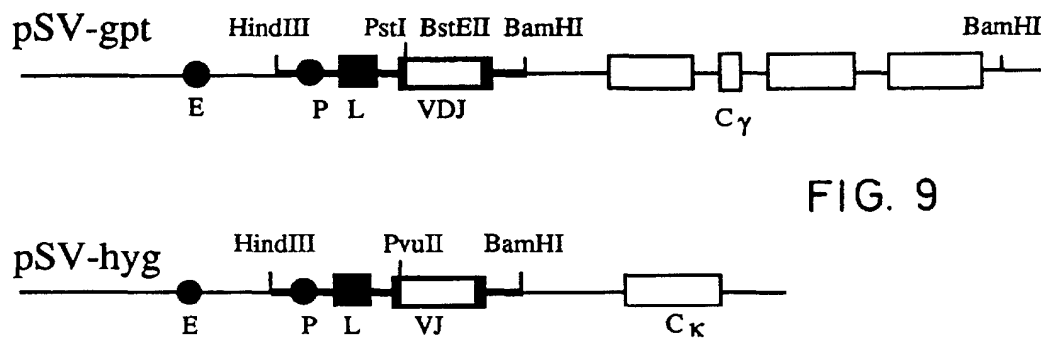 pSV-gpt
HindIII PstI BstEII BamHI BamHI
E P L VDJ Cγ
FIG. 9
pSV-hyg
HindIII PvuII BamHI
E P L VJ Cκ